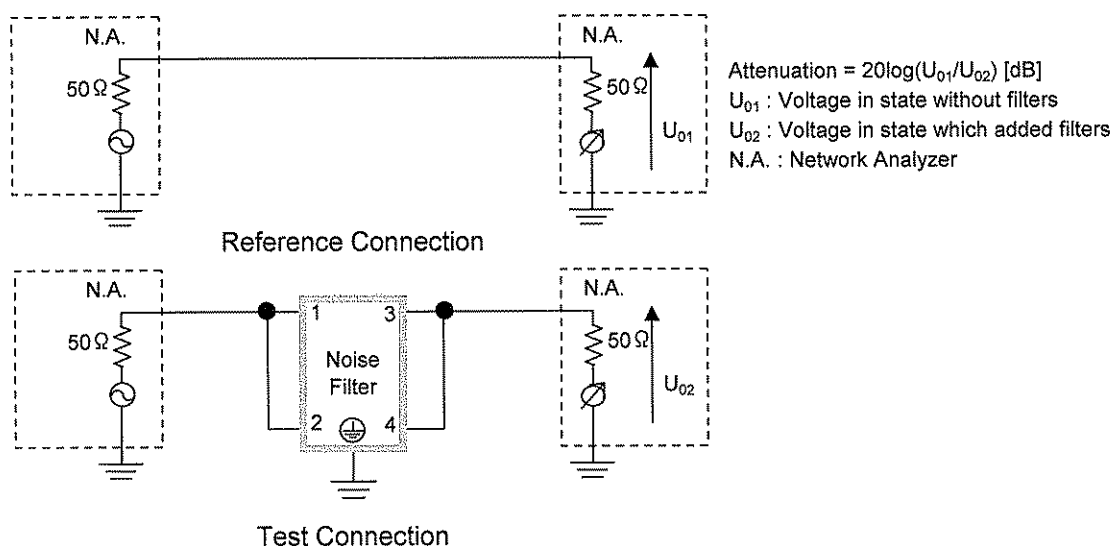 N.A.
N.A.
50Ω
50Ω
U01
Attenuation = 20log(U01/U02) [dB]
U01 : Voltage in state without filters
U02 : Voltage in state which added filters
N.A. : Network Analyzer
Reference Connection
N.A.
N.A.
50Ω
1
3
Noise
Filter
2
4
50Ω
U02
Test Connection